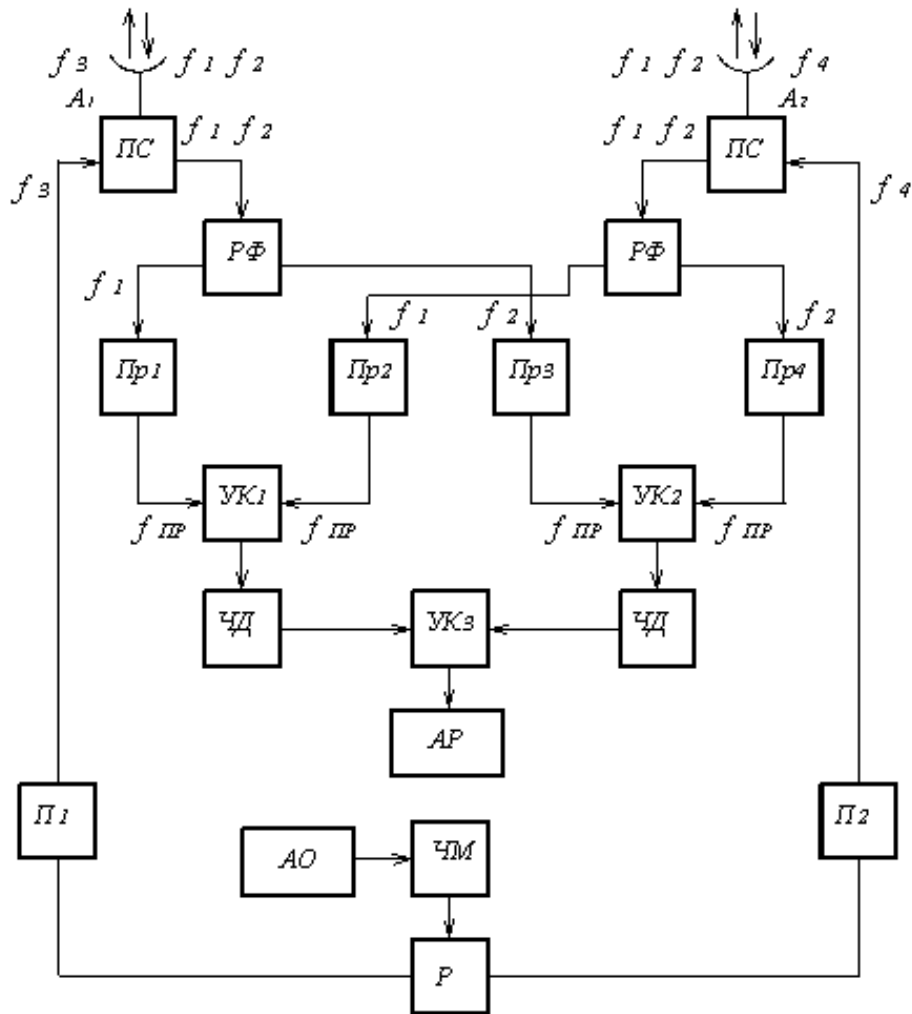 f 3 f 1 f 2 f 1 f 2 f 4
A1 A2
ПС f 1 f 2 f 1 f 2 ПС
f 3 f 4
РФ РФ
f 1 f 1 f 2 f 2
Пр1 Пр2 Пр3 Пр4
УК1 УК2
f ПР f ПР f ПР f ПР
ЧД УК3 ЧД
АР
П1 П2
АО ЧМ
Р